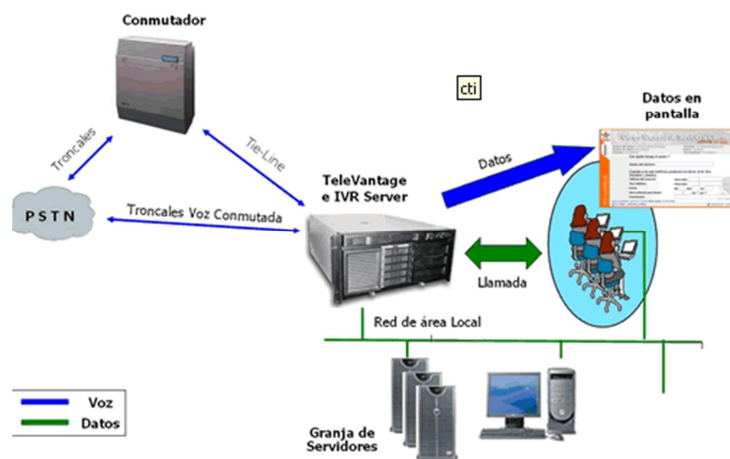 Conmutador
cti
Datos en
pantalla
Troncales
Tie-Line
Datos
TeleVantage
e IVR Server
PSTN
Troncales Voz Conmutada
Llamada
Red de área Local
Voz
Datos
Granja de
Servidores